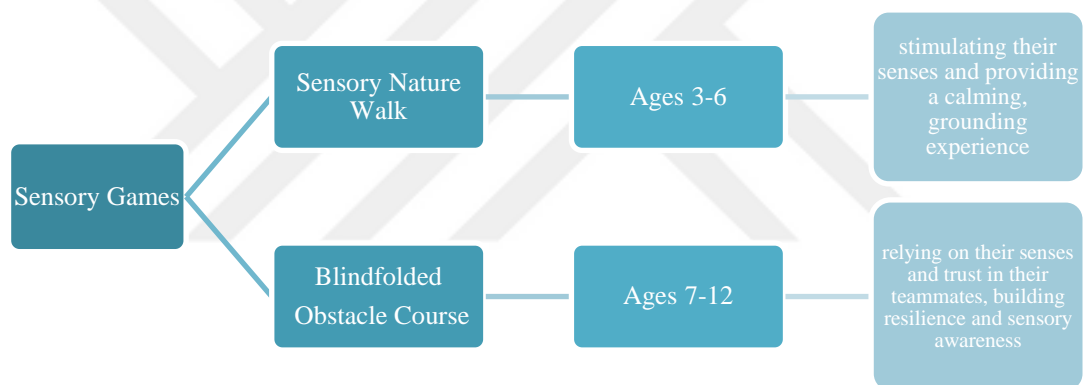 Sensory Games
Sensory Nature
Walk
Ages 3-6
stimulating their
senses and providing
a calming,
grounding
experience
Blindfolded
Obstacle Course
Ages 7-12
relying on their senses
and trust in their
teammates, building
resilience and sensory
awareness